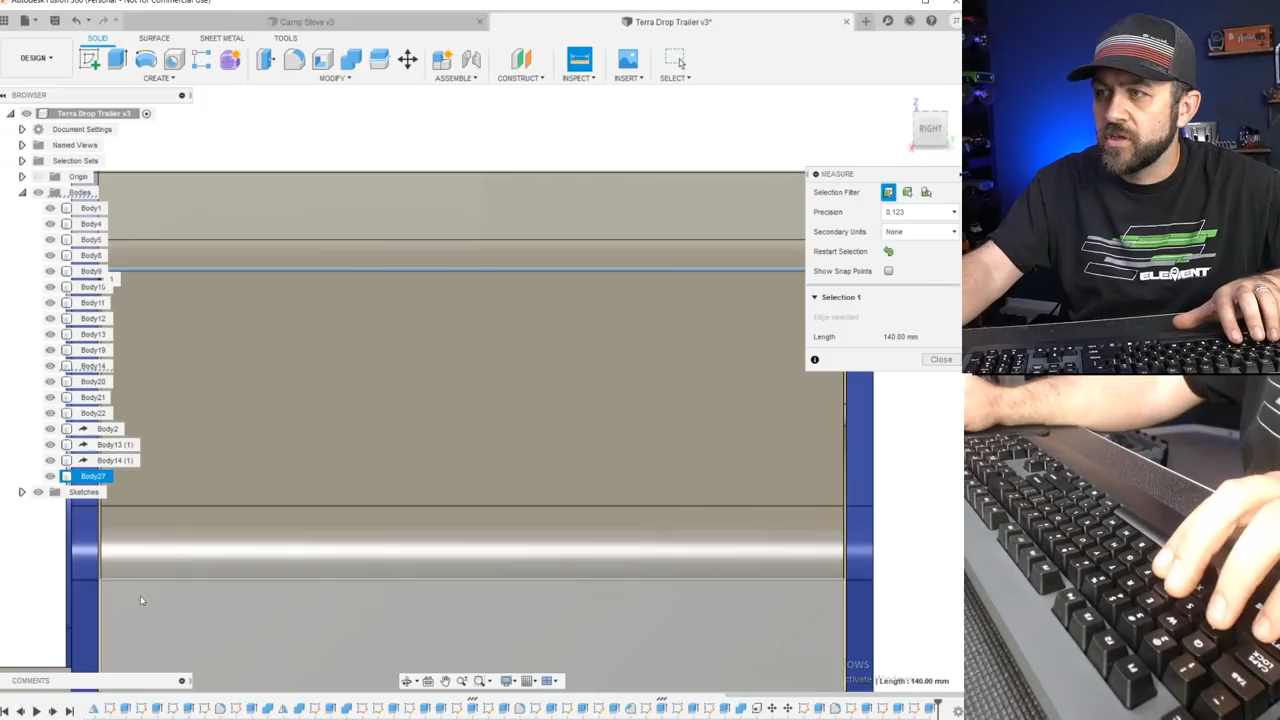 Autodesk Fusion 360 (Personal - Not for Commercial Use)
Camp Stove v3
Terra Drop Trailer v3*
SOLID SURFACE SHEET METAL TOOLS
DESIGN
CREATE MODIFY ASSEMBLE CONSTRUCT INSPECT INSERT SELECT
BROWSER
Terra Drop Trailer v3
Document Settings
Named Views
Selection Sets
Origin
Bodies
Body1
Body4
Body5
Body8
Body9
Body10
Body11
Body12
Body13
Body19
Body14
Body20
Body21
Body22
Body2
Body13 (1)
Body14 (1)
Body27
Sketches
1
Z
RIGHT
X
Y
MEASURE
Selection Filter
Precision 0.123
Secondary Units None
Restart Selection
Show Snap Points
Selection 1
Edge selected
Length 140.00 mm
Close
COMMENTS
Length : 140.00 mm
ELEMENT